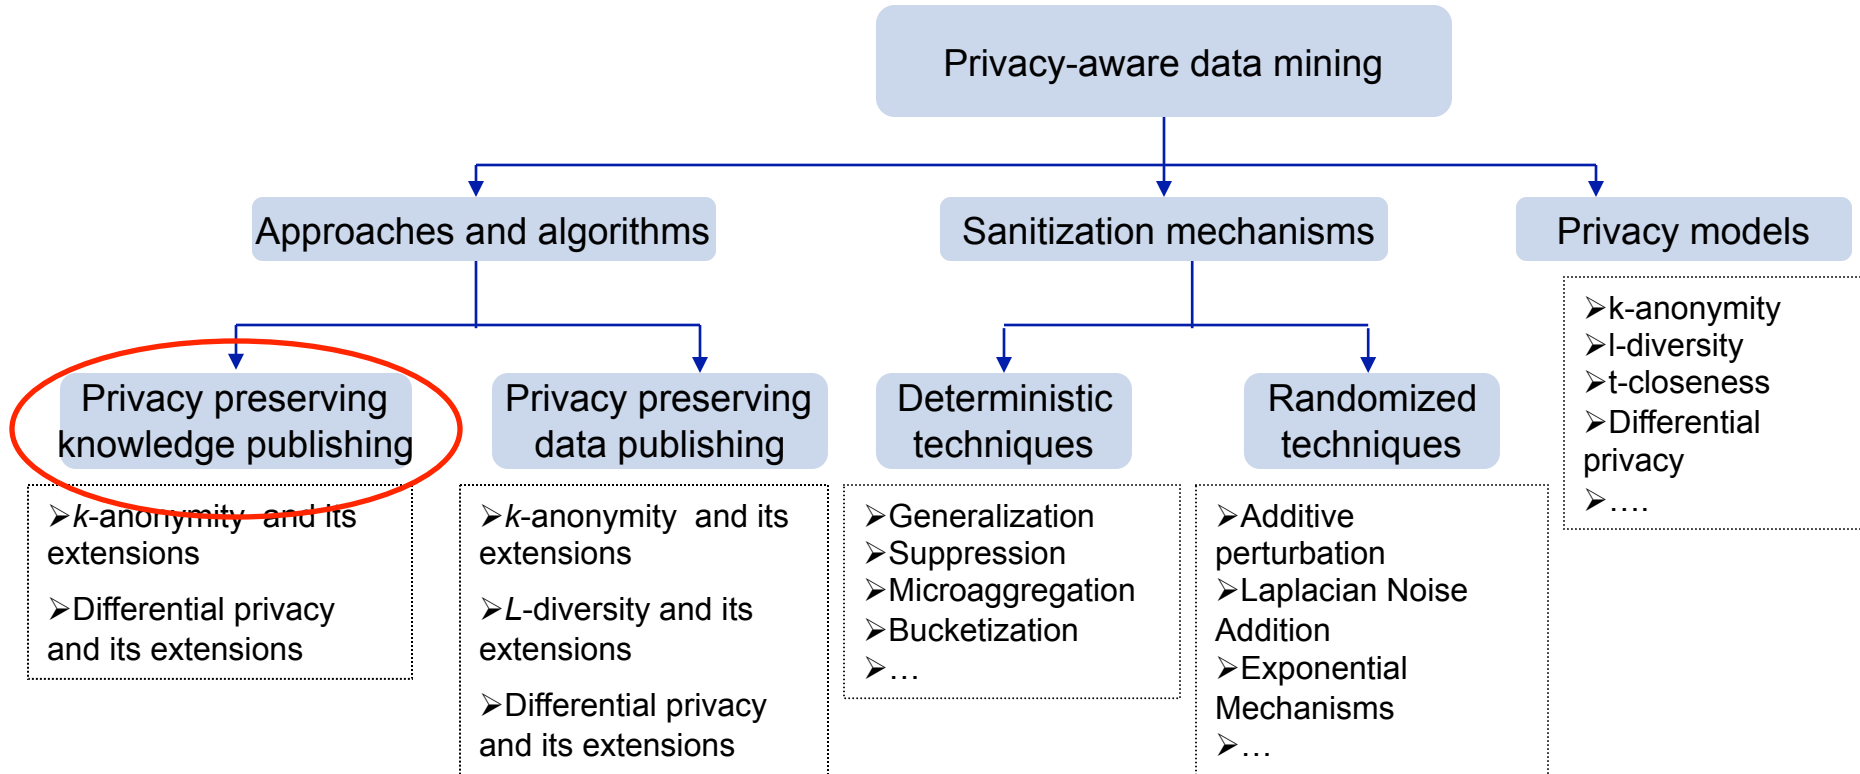 Privacy-aware data mining
Approaches and algorithms
Sanitization mechanisms
Privacy models
Privacy preserving
knowledge publishing
➢k-anonymity and its
extensions
➢Differential privacy
and its extensions
Privacy preserving
data publishing
➢k-anonymity and its
extensions
➢L-diversity and its
extensions
➢Differential privacy
and its extensions
Deterministic
techniques
➢Generalization
➢Suppression
➢Microaggregation
➢Bucketization
➢…
Randomized
techniques
➢Additive
perturbation
➢Laplacian Noise
Addition
➢Exponential
Mechanisms
➢…
➢k-anonymity
➢l-diversity
➢t-closeness
➢Differential
privacy
➢….